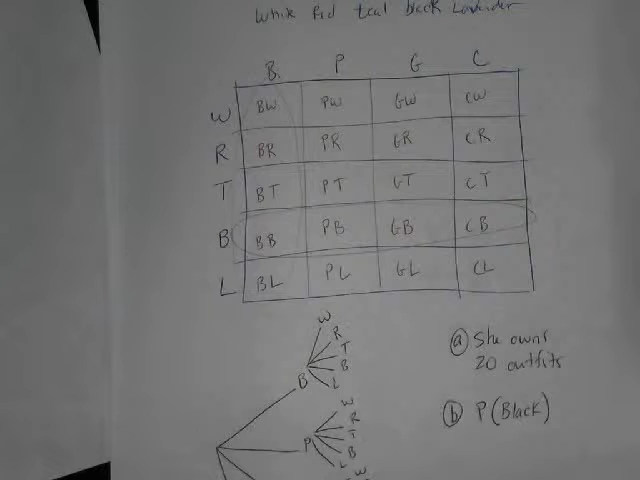 White Red teal black Lavender
B P G C
W BW PW GW CW
R BR PR GR CR
T BT PT GT CT
B BB PB GB CB
L BL PL GL CL
W
R
T
B
L
B
W
R
T
B
L
P
W
ⓐ She owns
20 outfits
ⓑ P(Black)